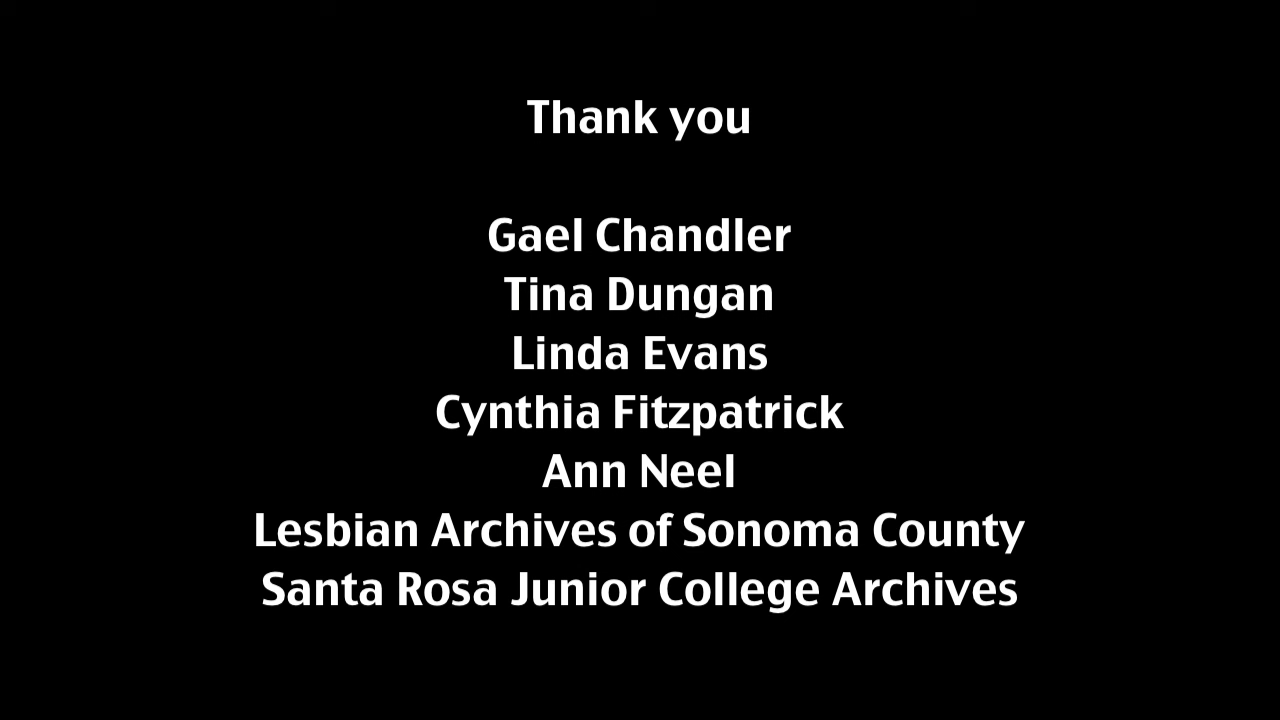 Thank you
Gael Chandler
Tina Dungan
Linda Evans
Cynthia Fitzpatrick
Ann Neel
Lesbian Archives of Sonoma County
Santa Rosa Junior College Archives